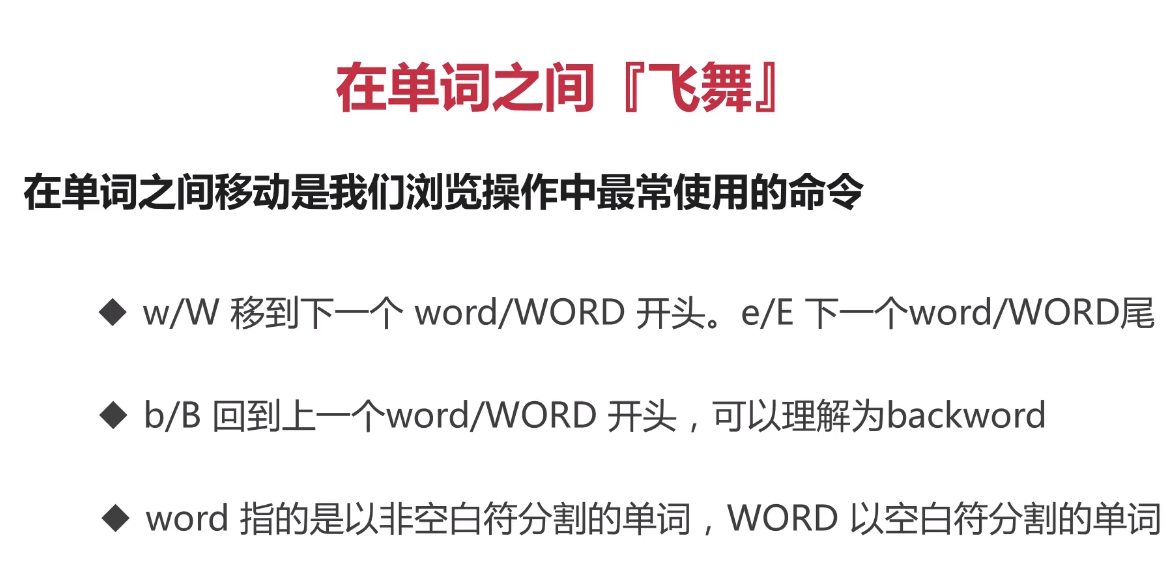 在单词之间『飞舞』
在单词之间移动是我们浏览操作中最常使用的命令
◆ w/W 移到下一个 word/WORD 开头。e/E 下一个word/WORD尾
◆ b/B 回到上一个word/WORD 开头，可以理解为backword
◆ word 指的是以非空白符分割的单词，WORD 以空白符分割的单词